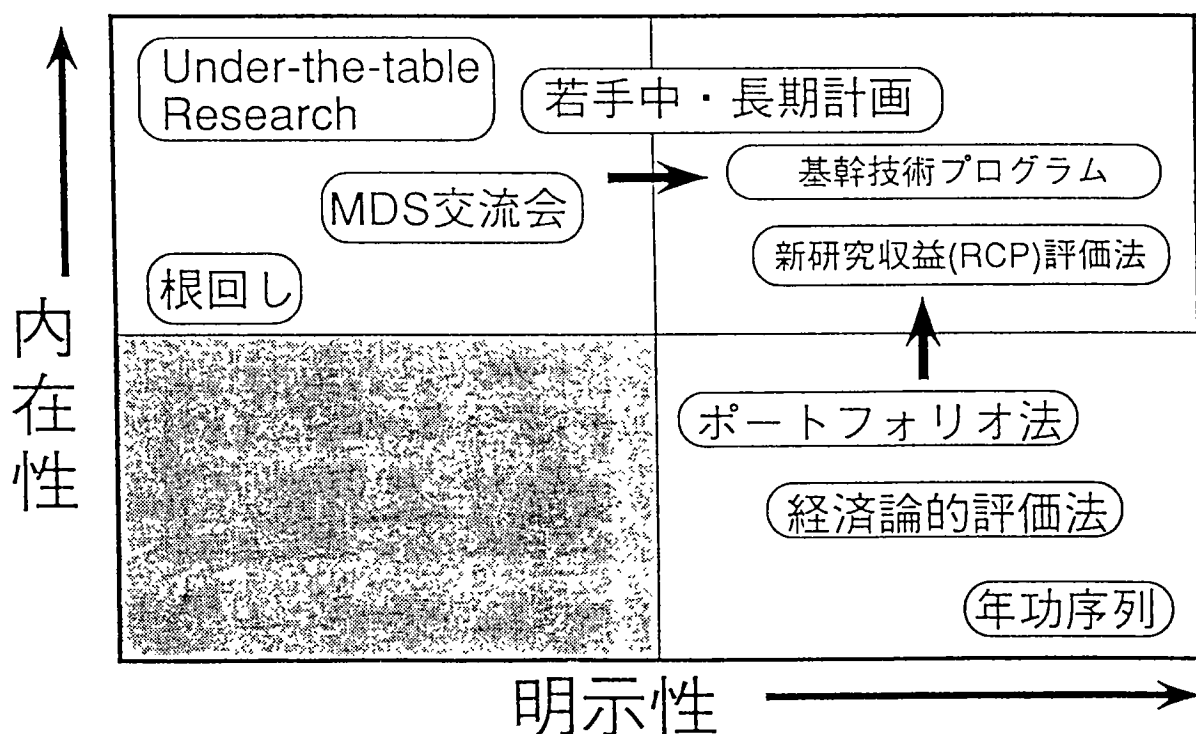 Under-the-table
Research
若手中・長期計画
基幹技術プログラム
MDS交流会
新研究収益(RCP)評価法
根回し
内在性
ポートフォリオ法
経済論的評価法
年功序列
明示性